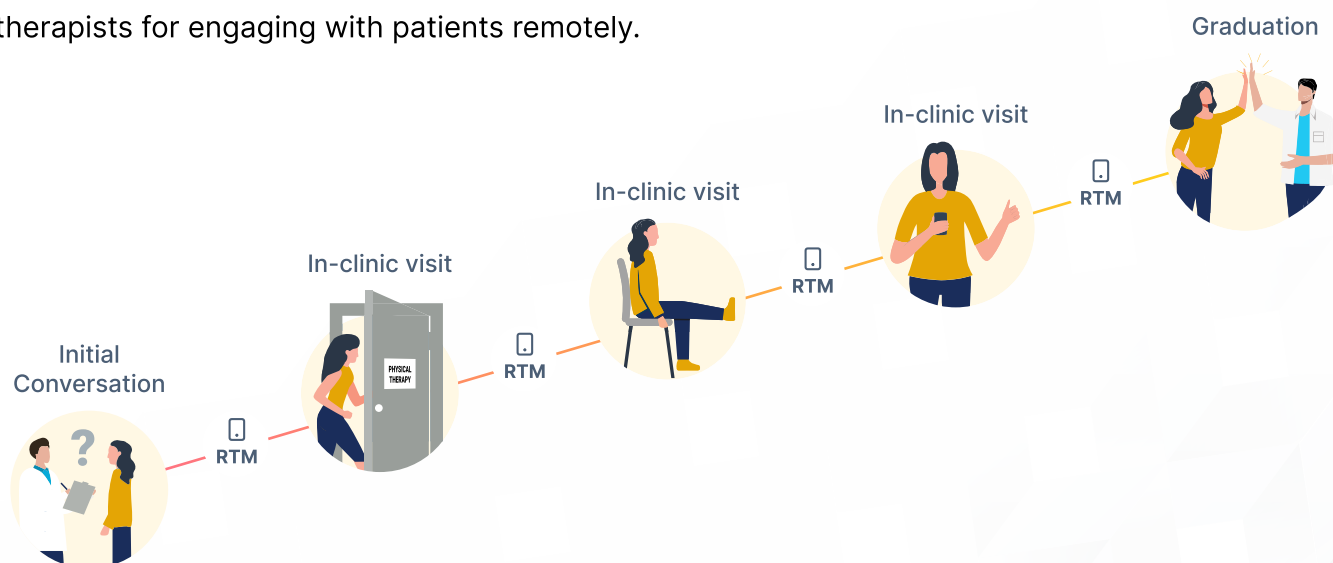 therapists for engaging with patients remotely.
Graduation
In-clinic visit
RTM
In-clinic visit
RTM
In-clinic visit
RTM
PHYSICAL
THERAPY
Initial
Conversation
RTM
?